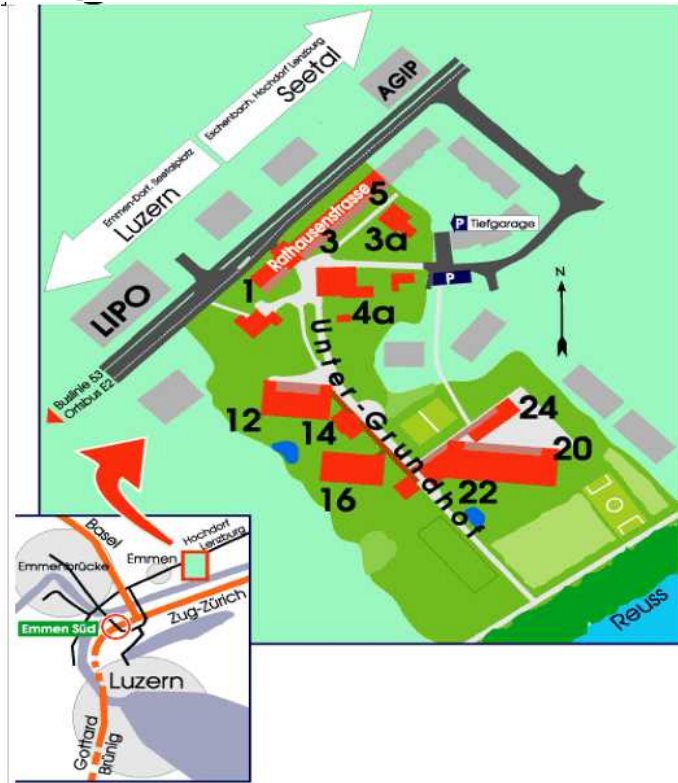 Eschenbach, Hochdorf Lenzburg
Seetal
Emmen-Dorf, Seetalplatz
Luzern
AGIP
LIPO
Rathausenstrasse
5
3
3a
1
4a
P Tiefgarage
P
N
Buslinie 53
Ortsbus E2
Unter-Grundhof
12
14
16
24
20
22
Reuss
Basel
Hochdorf
Lenzburg
Emmen
Emmenbrücke
Zug-Zürich
Emmen Süd
Luzern
Gottard
Brünig